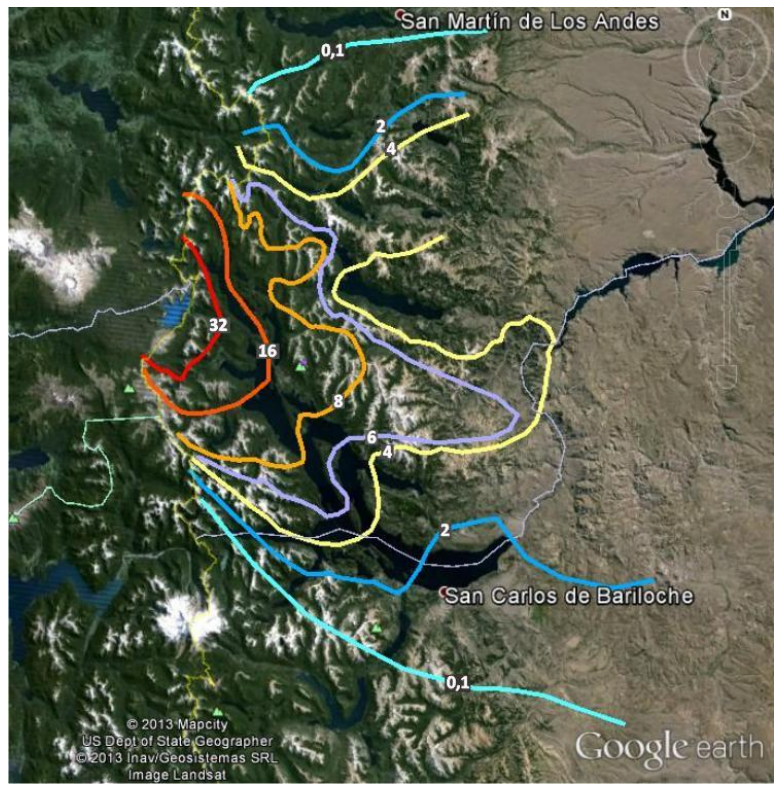 N
San Martín de Los Andes
0,1
2
4
32
16
8
6
4
2
San Carlos de Bariloche
0,1
© 2013 Mapcity
US Dept of State Geographer
© 2013 Inav/Geosistemas SRL
Image Landsat
Google earth